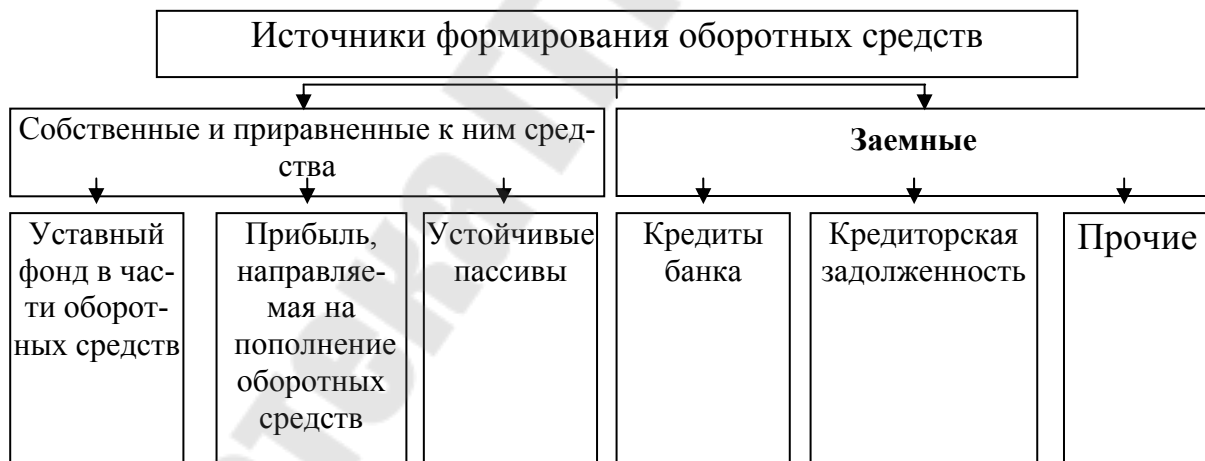 Источники формирования оборотных средств
Собственные и приравненные к ним сред-
ства
Заемные
Уставный
фонд в час-
ти оборот-
ных средств
Прибыль,
направляе-
мая на
пополнение
оборотных
средств
Устойчивые
пассивы
Кредиты
банка
Кредиторская
задолженность
Прочие